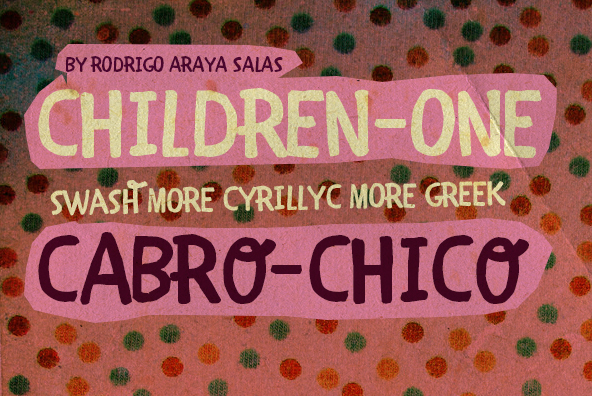 BY RODRIGO ARAYA SALAS
CHILDREN-ONE
SWASH MORE CYRILLYC MORE GREEK
CABRO-CHICO